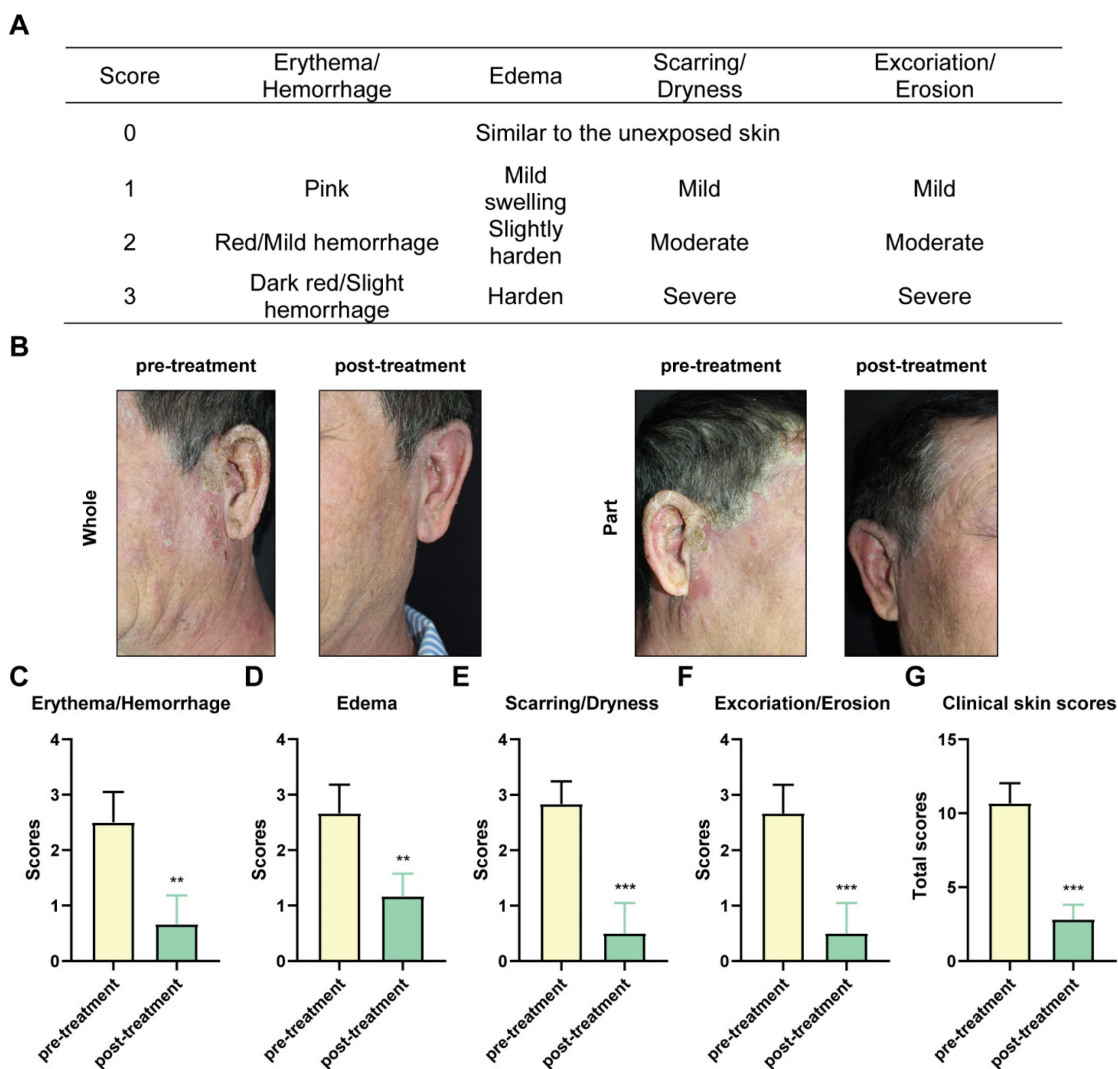 A
Score Erythema/ Hemorrhage Edema Scarring/ Dryness Excoriation/ Erosion
0 Similar to the unexposed skin
1 Pink Mild swelling Mild Mild
2 Red/Mild hemorrhage Slightly harden Moderate Moderate
3 Dark red/Slight hemorrhage Harden Severe Severe
B
pre-treatment post-treatment pre-treatment post-treatment
Whole
Part
C
Erythema/Hemorrhage
Scores
4
3
2
1
0
**
pre-treatment
post-treatment
D
Edema
Scores
4
3
2
1
0
**
pre-treatment
post-treatment
E
Scarring/Dryness
Scores
4
3
2
1
0
***
pre-treatment
post-treatment
F
Excoriation/Erosion
Scores
4
3
2
1
0
***
pre-treatment
post-treatment
G
Clinical skin scores
Total scores
15
10
5
0
***
pre-treatment
post-treatment